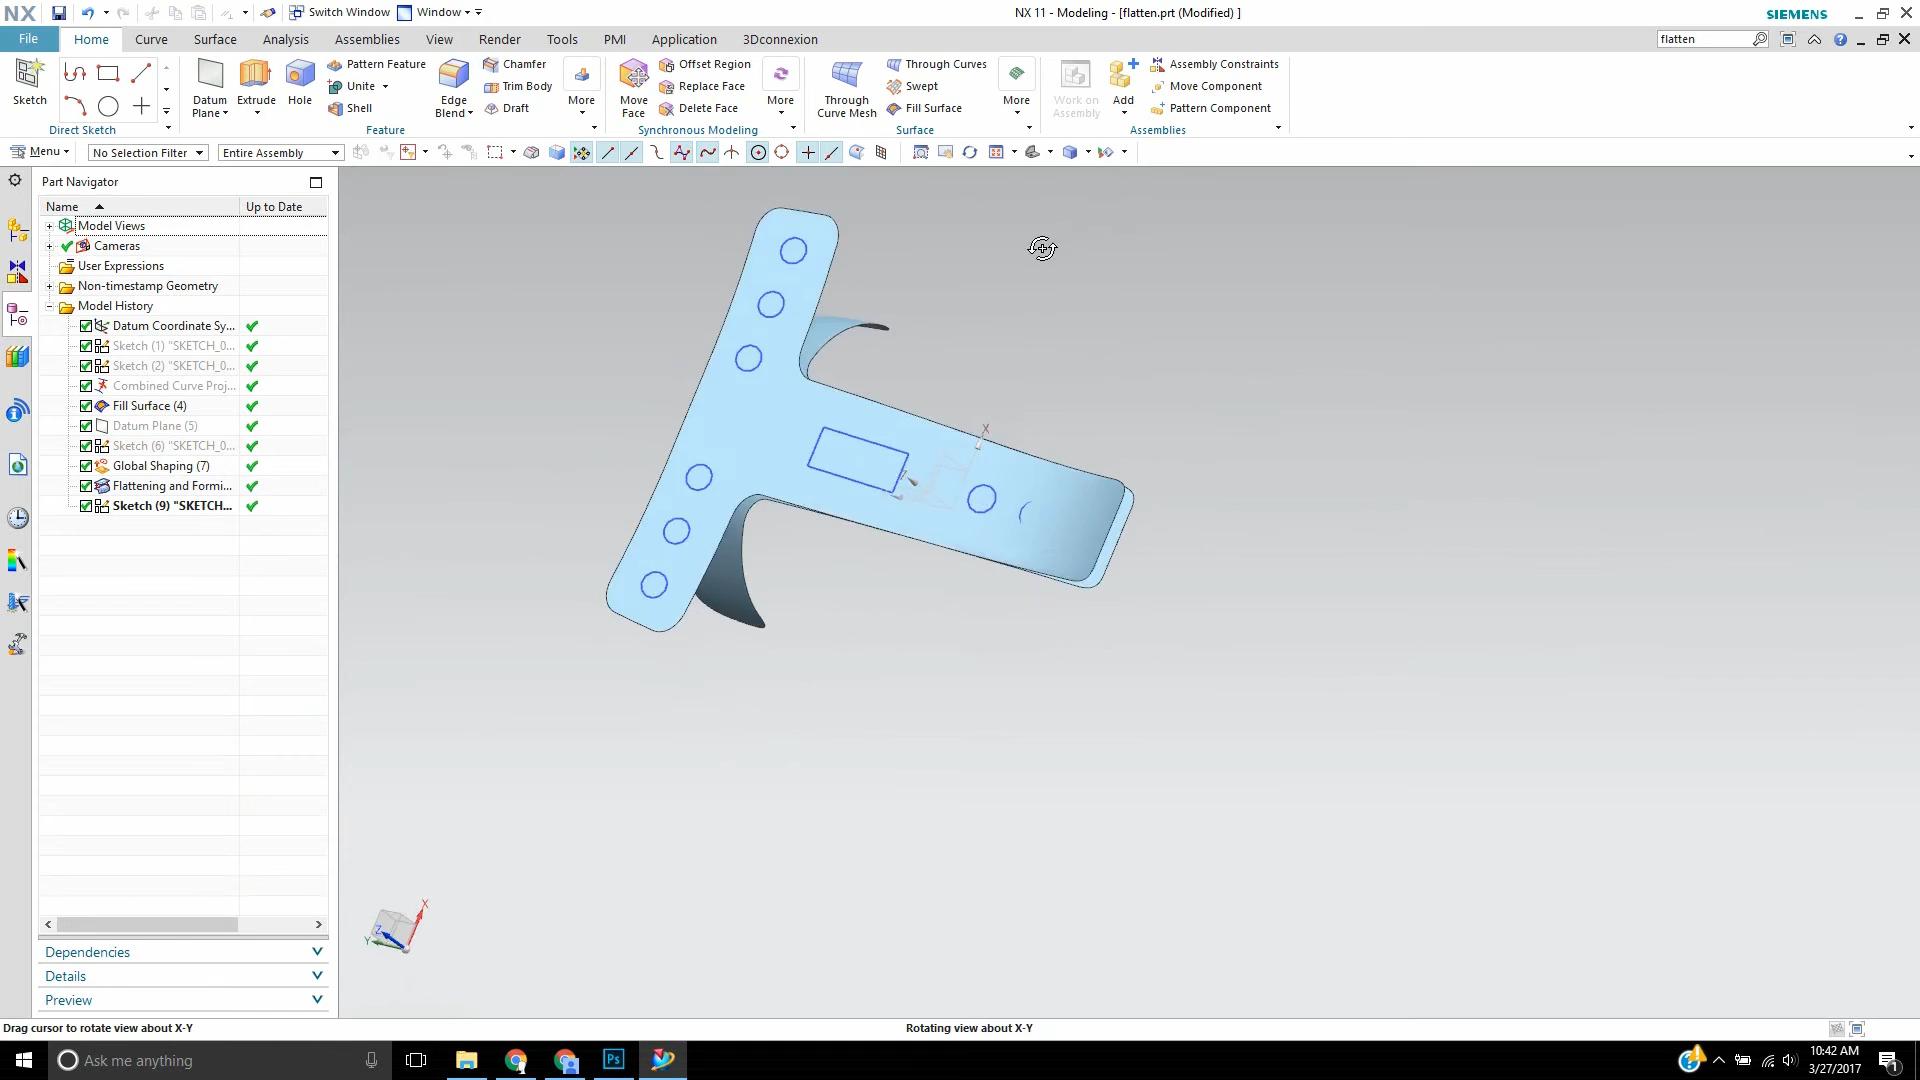 NX
Switch Window
Window
NX 11 - Modeling - [flatten.prt (Modified) ]
SIEMENS
File
Home
Curve
Surface
Analysis
Assemblies
View
Render
Tools
PMI
Application
3Dconnexion
flatten
Sketch
Direct Sketch
Datum
Plane
Extrude
Hole
Pattern Feature
Unite
Shell
Edge
Blend
Chamfer
Trim Body
Draft
More
Feature
Move
Face
Offset Region
Replace Face
Delete Face
More
Synchronous Modeling
Through
Curve Mesh
Through Curves
Swept
Fill Surface
More
Surface
Work on
Assembly
Add
Assembly Constraints
Move Component
Pattern Component
Assemblies
Menu
No Selection Filter
Entire Assembly
Part Navigator
Name
Up to Date
Model Views
Cameras
User Expressions
Non-timestamp Geometry
Model History
Datum Coordinate Sy...
Sketch (1) "SKETCH_0...
Sketch (2) "SKETCH_0...
Combined Curve Proj...
Fill Surface (4)
Datum Plane (5)
Sketch (6) "SKETCH_0...
Global Shaping (7)
Flattening and Formi...
Sketch (9) "SKETCH...
Dependencies
Details
Preview
X
X
Z
Y
Drag cursor to rotate view about X-Y
Rotating view about X-Y
Ask me anything
Ps
10:42 AM
3/27/2017
1